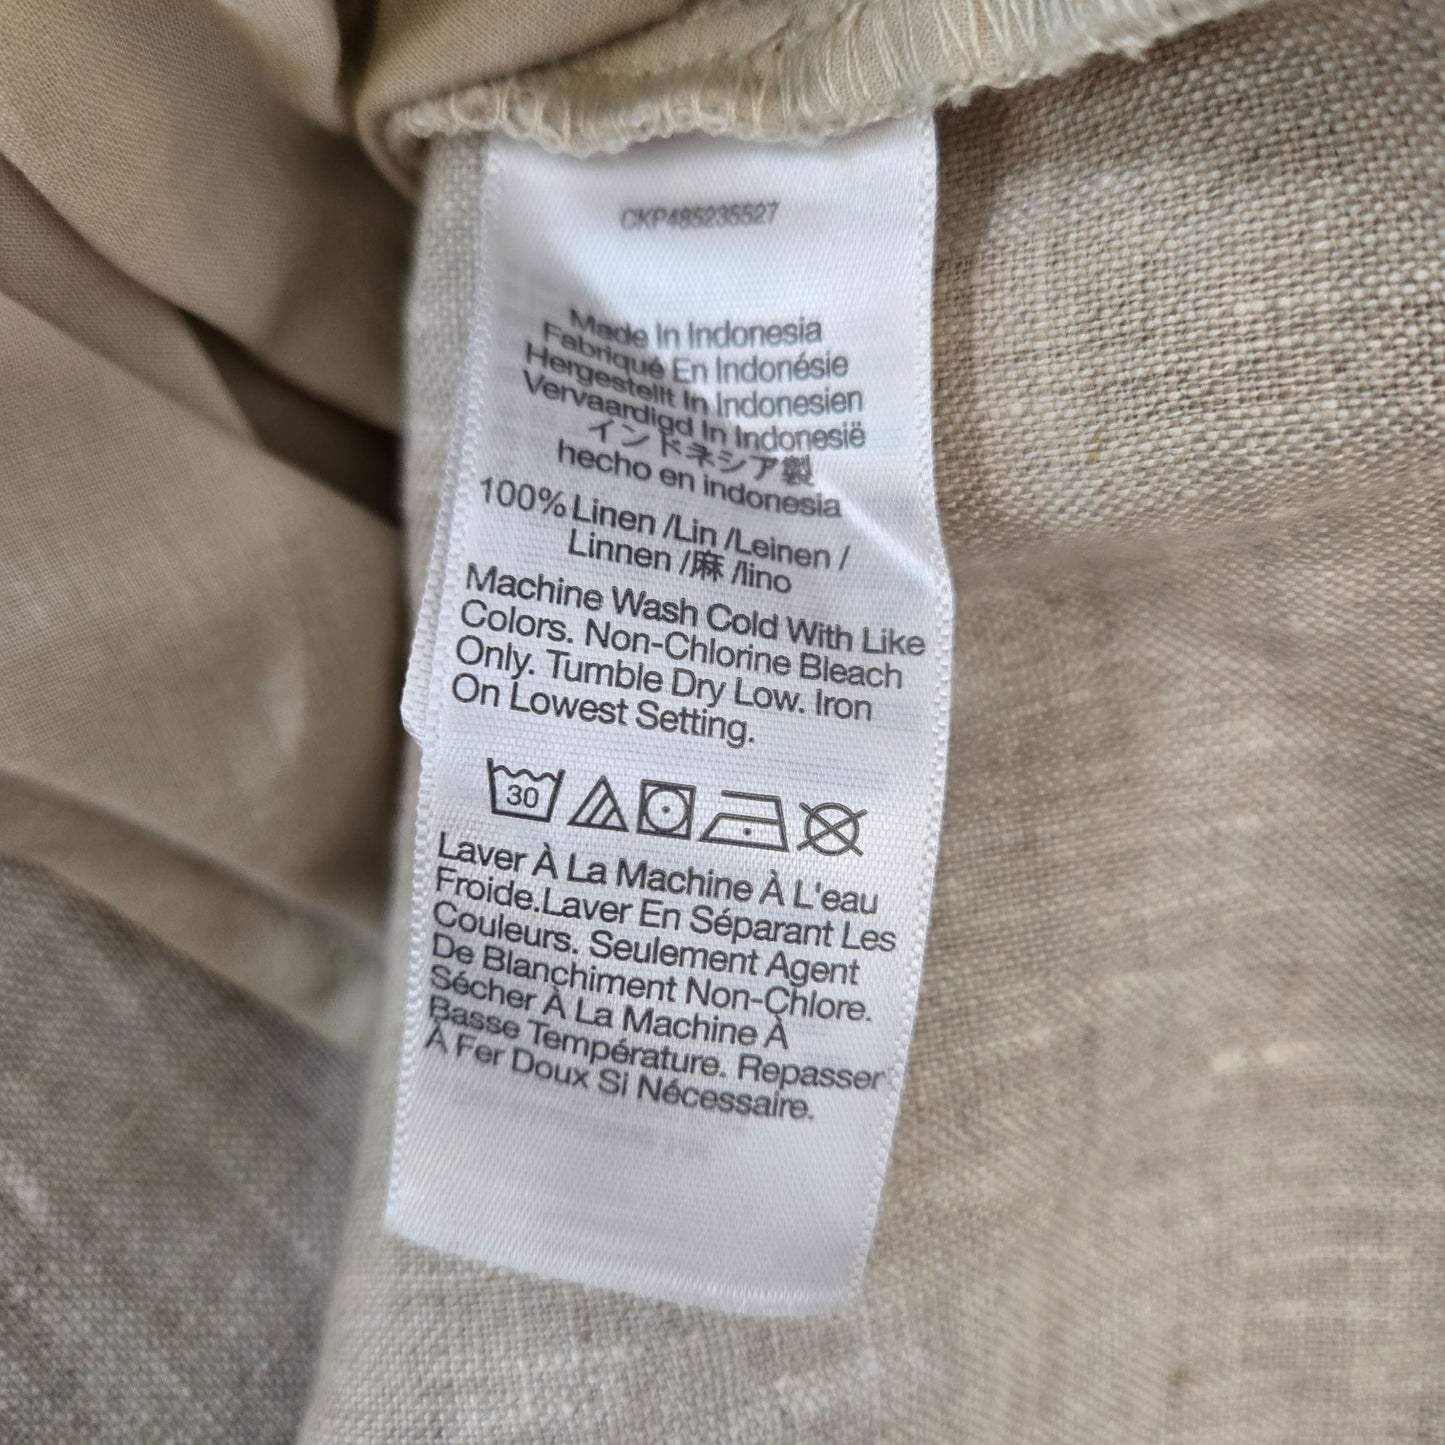 CKP485235527
Made In Indonesia
Fabriqué En Indonésie
Hergestellt In Indonesien
Vervaardigd In Indonesië
インドネシア製
hecho en indonesia
100% Linen /Lin /Leinen /
Linnen /麻 /lino
Machine Wash Cold With Like
Colors. Non-Chlorine Bleach
Only. Tumble Dry Low. Iron
On Lowest Setting.
30
Laver À La Machine À L'eau
Froide.Laver En Séparant Les
Couleurs. Seulement Agent
De Blanchiment Non-Chlore.
Sécher À La Machine À
Basse Température. Repasser
À Fer Doux Si Nécessaire.